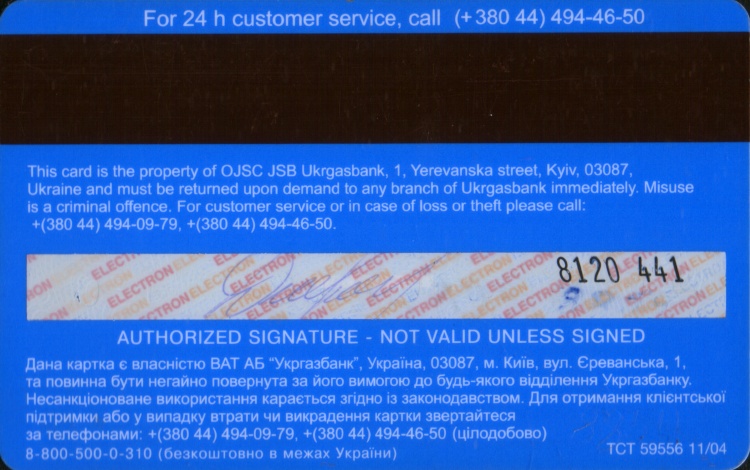 For 24 h customer service, call (+380 44) 494-46-50
This card is the property of OJSC JSB Ukrgasbank, 1, Yerevanska street, Kyiv, 03087,
Ukraine and must be returned upon demand to any branch of Ukrgasbank immediately. Misuse
is a criminal offence. For customer service or in case of loss or theft please call:
+(380 44) 494-09-79, +(380 44) 494-46-50.
ELECTRON ELECTRON ELECTRON ELECTRON ELECTRON
8120 441
AUTHORIZED SIGNATURE - NOT VALID UNLESS SIGNED
Дана картка є власністю ВАТ АБ "Укргазбанк", Україна, 03087, м. Київ, вул. Єреванська, 1,
та повинна бути негайно повернута за його вимогою до будь-якого відділення Укргазбанку.
Несанкціоноване використання карається згідно із законодавством. Для отримання клієнтської
підтримки або у випадку втрати чи викрадення картки звертайтеся
за телефонами: +(380 44) 494-09-79, +(380 44) 494-46-50 (цілодобово)
8-800-500-0-310 (безкоштовно в межах України)
TCT 59556 11/04